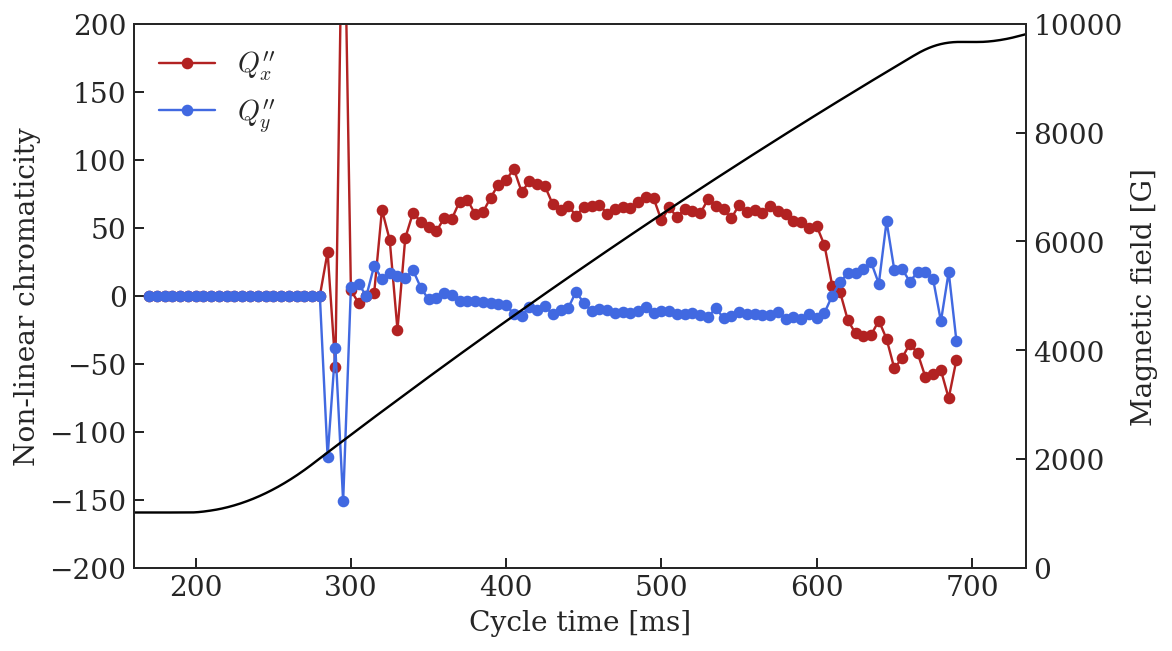 200
150
100
50
0
−50
−100
−150
−200
Non-linear chromaticity
Q″x
Q″y
10000
8000
6000
4000
2000
0
Magnetic field [G]
200 300 400 500 600 700
Cycle time [ms]